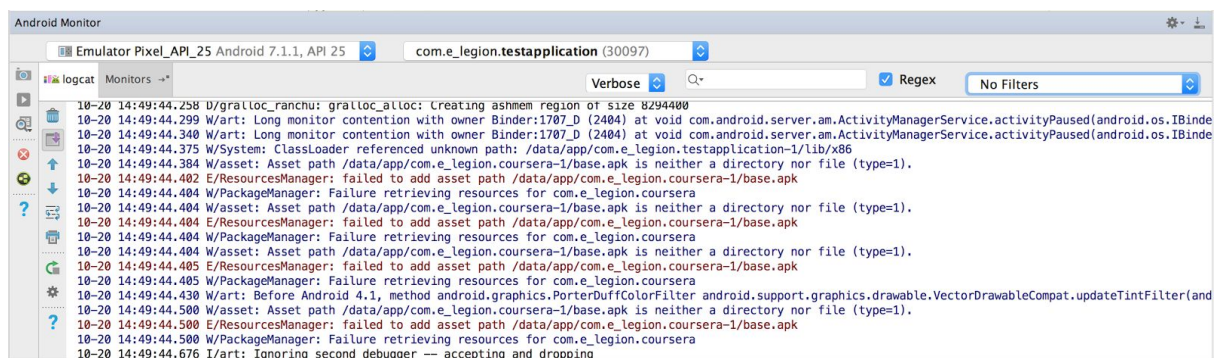 Android Monitor
Emulator Pixel_API_25 Android 7.1.1, API 25 com.e_legion.testapplication (30097)
logcat Monitors Verbose Regex No Filters
10-20 14:49:44.258 D/gralloc_ranchu: gralloc_alloc: Creating ashmem region of size 8294400
10-20 14:49:44.299 W/art: Long monitor contention with owner Binder:1707_D (2404) at void com.android.server.am.ActivityManagerService.activityPaused(android.os.IBinde
10-20 14:49:44.340 W/art: Long monitor contention with owner Binder:1707_D (2404) at void com.android.server.am.ActivityManagerService.activityPaused(android.os.IBinde
10-20 14:49:44.375 W/System: ClassLoader referenced unknown path: /data/app/com.e_legion.testapplication-1/lib/x86
10-20 14:49:44.384 W/asset: Asset path /data/app/com.e_legion.coursera-1/base.apk is neither a directory nor file (type=1).
10-20 14:49:44.402 E/ResourcesManager: failed to add asset path /data/app/com.e_legion.coursera-1/base.apk
10-20 14:49:44.404 W/PackageManager: Failure retrieving resources for com.e_legion.coursera
10-20 14:49:44.404 W/asset: Asset path /data/app/com.e_legion.coursera-1/base.apk is neither a directory nor file (type=1).
10-20 14:49:44.404 E/ResourcesManager: failed to add asset path /data/app/com.e_legion.coursera-1/base.apk
10-20 14:49:44.404 W/PackageManager: Failure retrieving resources for com.e_legion.coursera
10-20 14:49:44.404 W/asset: Asset path /data/app/com.e_legion.coursera-1/base.apk is neither a directory nor file (type=1).
10-20 14:49:44.405 E/ResourcesManager: failed to add asset path /data/app/com.e_legion.coursera-1/base.apk
10-20 14:49:44.405 W/PackageManager: Failure retrieving resources for com.e_legion.coursera
10-20 14:49:44.430 W/art: Before Android 4.1, method android.graphics.PorterDuffColorFilter android.support.graphics.drawable.VectorDrawableCompat.updateTintFilter(and
10-20 14:49:44.500 W/asset: Asset path /data/app/com.e_legion.coursera-1/base.apk is neither a directory nor file (type=1).
10-20 14:49:44.500 E/ResourcesManager: failed to add asset path /data/app/com.e_legion.coursera-1/base.apk
10-20 14:49:44.500 W/PackageManager: Failure retrieving resources for com.e_legion.coursera
10-20 14:49:44.676 I/art: Ignoring second debugger -- accepting and dropping